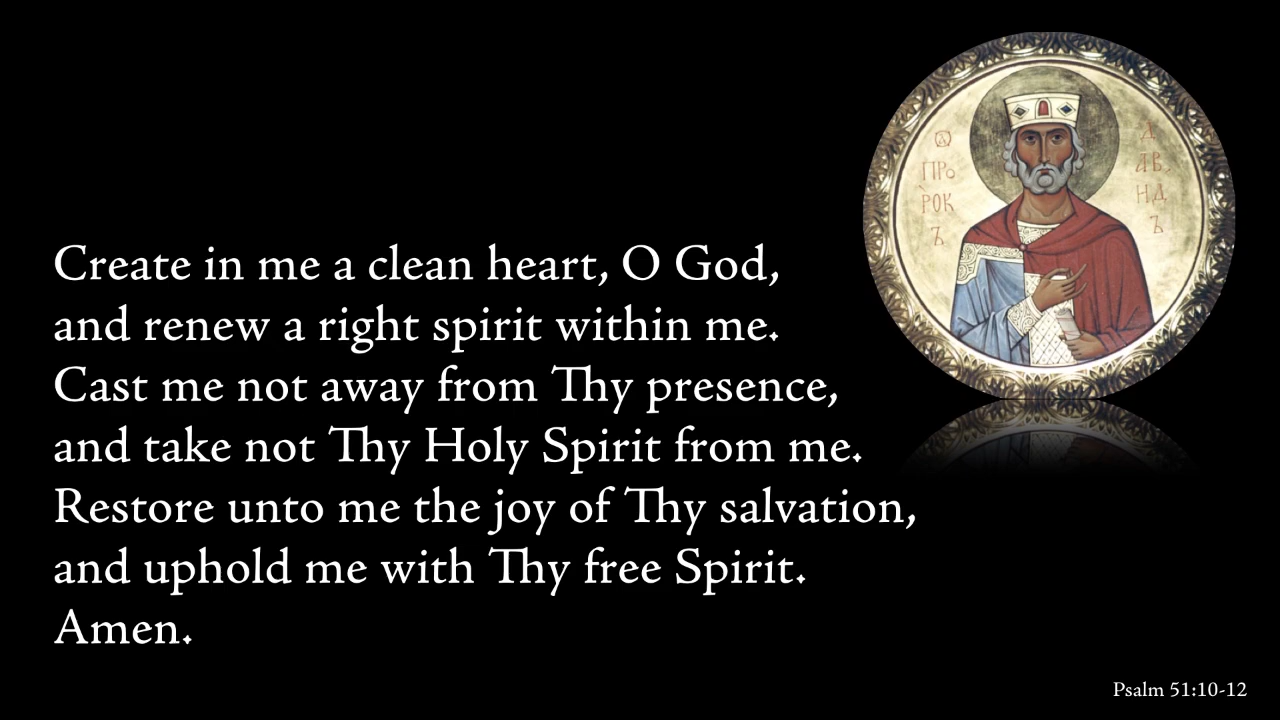 Create in me a clean heart, O God,
and renew a right spirit within me.
Cast me not away from Thy presence,
and take not Thy Holy Spirit from me.
Restore unto me the joy of Thy salvation,
and uphold me with Thy free Spirit.
Amen.
ПРо
РОК
Ъ
Д
АВ
НД
Ъ
Psalm 51:10-12